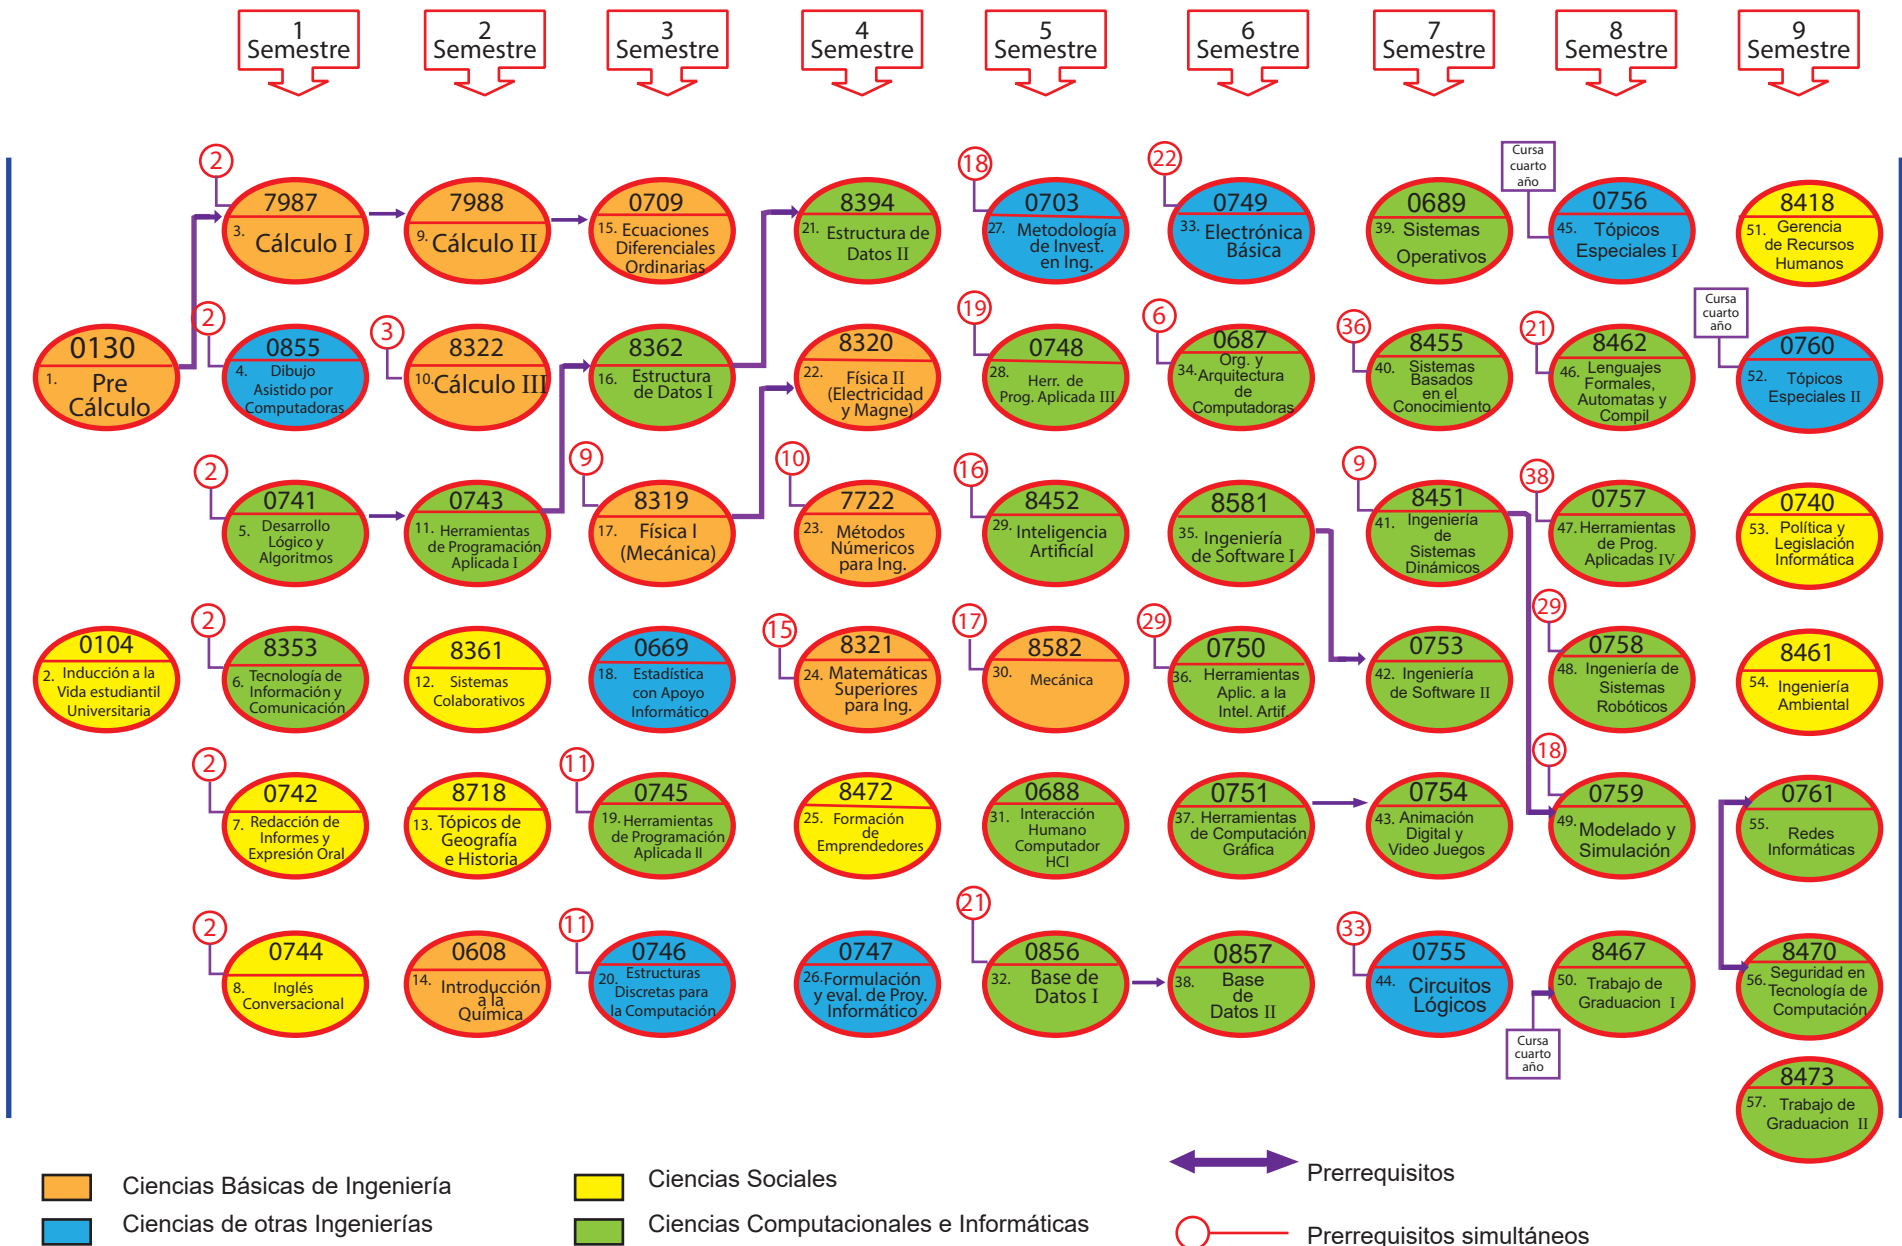 1
Semestre
2
Semestre
3
Semestre
4
Semestre
5
Semestre
6
Semestre
7
Semestre
8
Semestre
9
Semestre
0130
1. Pre
Cálculo
0104
2. Inducción a la
Vida estudiantil
Universitaria
2
7987
3. Cálculo I
2
0855
4. Dibujo
Asistido por
Computadoras
2
0741
5. Desarrollo
Lógico y
Algoritmos
2
8353
6. Tecnología de
Información y
Comunicación
2
0742
7. Redacción de
Informes y
Expresión Oral
2
0744
8. Inglés
Conversacional
7988
9. Cálculo II
3
8322
10. Cálculo III
0743
11. Herramientas
de Programación
Aplicada I
8361
12. Sistemas
Colaborativos
8718
13. Tópicos de
Geografía
e Historia
0608
14. Introducción
a la
Química
0709
15. Ecuaciones
Diferenciales
Ordinarias
8362
16. Estructura
de Datos I
9
8319
17. Física I
(Mecánica)
0669
18. Estadística
con Apoyo
Informático
11
0745
19. Herramientas
de Programación
Aplicada II
11
0746
20. Estructuras
Discretas para
la Computación
8394
21. Estructura de
Datos II
8320
22. Física II
(Electricidad
y Magne)
10
7722
23. Métodos
Númericos
para Ing.
15
8321
24. Matemáticas
Superiores
para Ing.
8472
25. Formación
de
Emprendedores
0747
26. Formulación
y eval. de Proy.
Informático
18
0703
27. Metodología
de Invest.
en Ing.
19
0748
28. Herr. de
Prog. Aplicada III
16
8452
29. Inteligencia
Artificíal
17
8582
30. Mecánica
0688
31. Interacción
Humano
Computador
HCI
21
0856
32. Base de
Datos I
22
0749
33. Electrónica
Básica
6
0687
34. Org. y
Arquitectura
de
Computadoras
8581
35. Ingeniería
de Software I
29
0750
36. Herramientas
Aplic. a la
Intel. Artif.
0751
37. Herramientas
de Computación
Gráfica
0857
38. Base
de
Datos II
0689
39. Sistemas
Operativos
36
8455
40. Sistemas
Basados
en el
Conocimiento
9
8451
41. Ingeniería
de
Sistemas
Dinámicos
0753
42. Ingeniería
de Software II
0754
43. Animación
Digital y
Video Juegos
33
0755
44. Circuitos
Lógicos
Cursa
cuarto
año
0756
45. Tópicos
Especiales I
21
8462
46. Lenguajes
Formales,
Automatas y
Compil
38
0757
47. Herramientas
de Prog.
Aplicadas IV
29
0758
48. Ingeniería de
Sistemas
Robóticos
18
0759
49. Modelado y
Simulación
8467
50. Trabajo de
Graduacion I
Cursa
cuarto
año
8418
51. Gerencia
de Recursos
Humanos
Cursa
cuarto
año
0760
52. Tópicos
Especiales II
0740
53. Política y
Legislación
Informática
8461
54. Ingeniería
Ambiental
0761
55. Redes
Informáticas
8470
56. Seguridad en
Tecnología de
Computación
8473
57. Trabajo de
Graduacion II
Ciencias Básicas de Ingeniería
Ciencias de otras Ingenierías
Ciencias Sociales
Ciencias Computacionales e Informáticas
Prerrequisitos
Prerrequisitos simultáneos